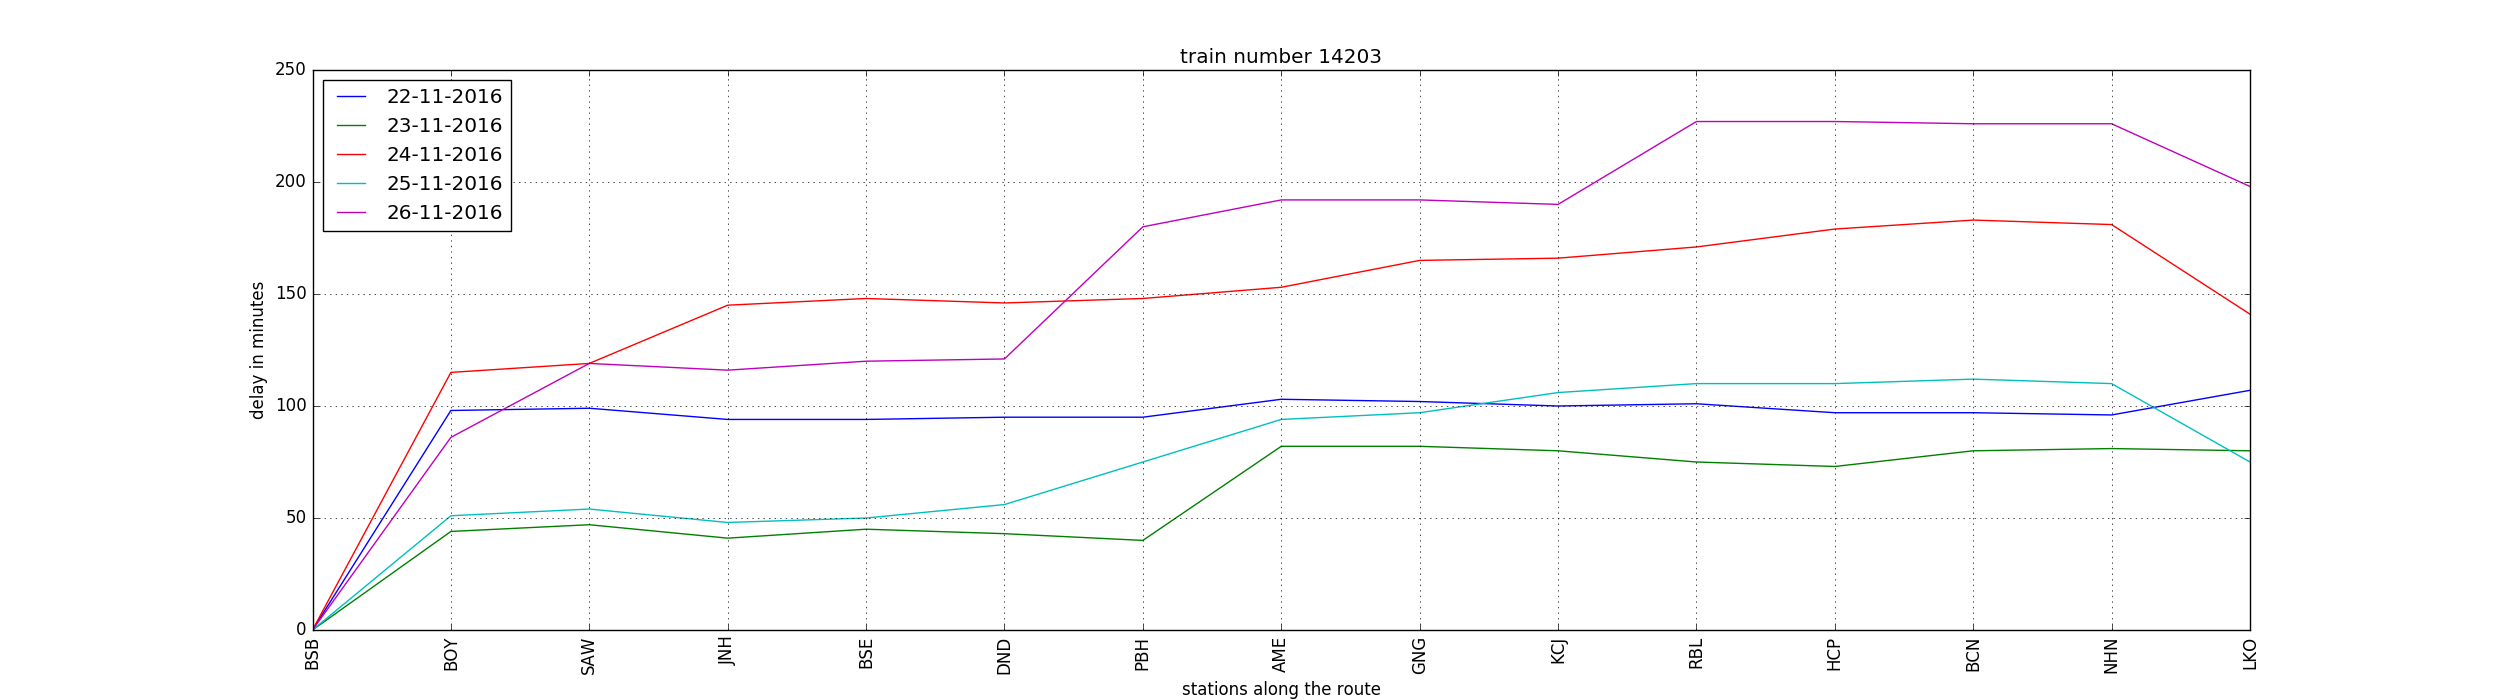 train number 14203
250
200
150
100
50
0
delay in minutes
22-11-2016
23-11-2016
24-11-2016
25-11-2016
26-11-2016
BSB
BOY
SAW
JNH
BSE
DND
PBH
AME
GNG
KCJ
RBL
HCP
BCN
NHN
LKO
stations along the route